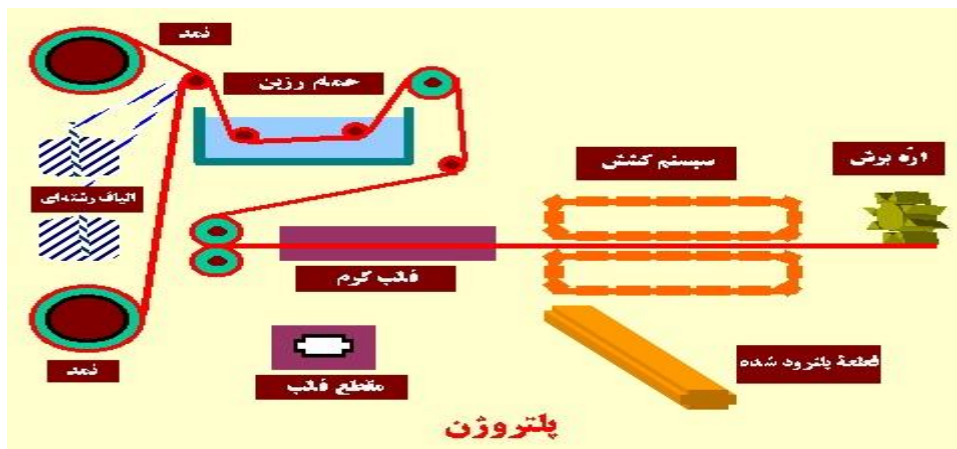 نمد
حمام رزین
سیستم کشش
ارّه برش
الیاف رشته‌ای
قالب گرم
نمد
مقطع قالب
قطعهٔ پلترود شده
پلتروژن